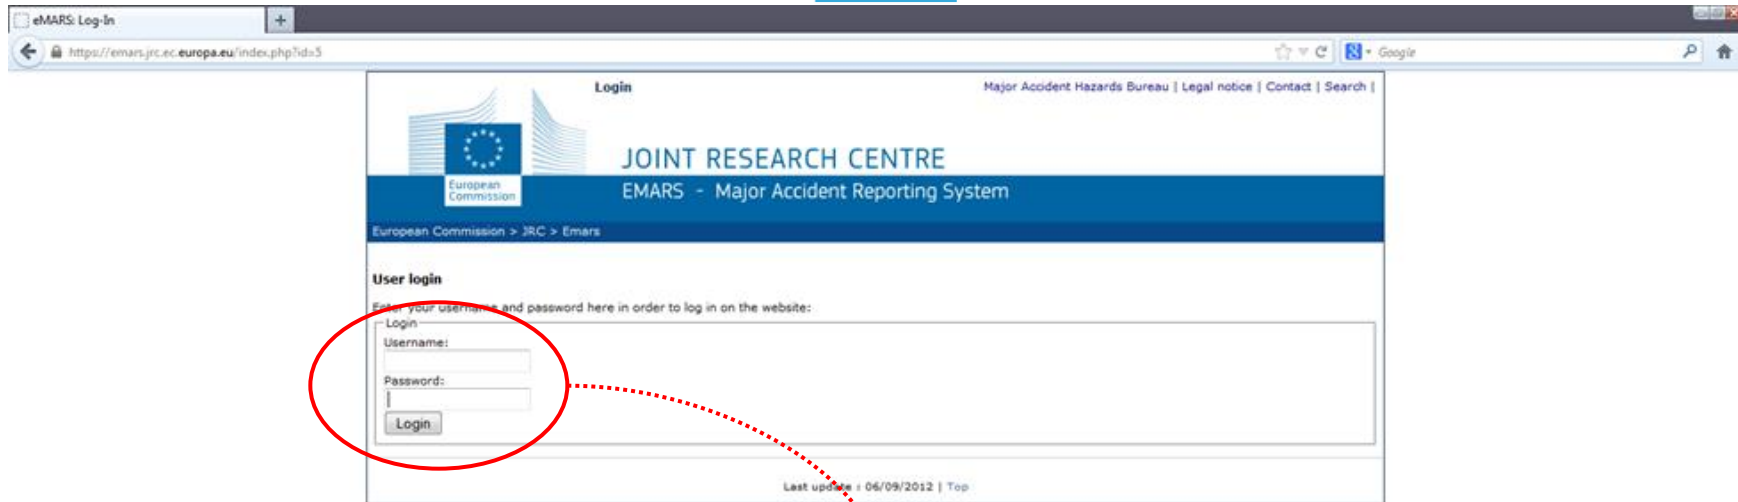 eMARS: Log-In
https://emars.jrc.ec.europa.eu/index.php?id=5
Google
Login
Major Accident Hazards Bureau | Legal notice | Contact | Search |
JOINT RESEARCH CENTRE
European
Commission
EMARS - Major Accident Reporting System
European Commission > JRC > Emars
User login
Enter your username and password here in order to log in on the website:
Login
Username:
Password:
Login
Last update : 06/09/2012 | Top